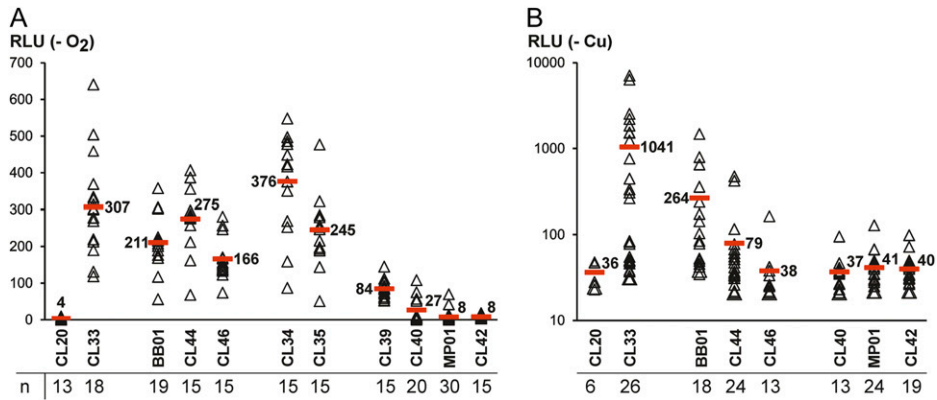 A
RLU (- O2)
700
600
500
400
300
200
100
0
4
307
211
275
166
376
245
84
27
8
8
CL20
CL33
BB01
CL44
CL46
CL34
CL35
CL39
CL40
MP01
CL42
n 13 18 19 15 15 15 15 15 20 30 15
B
RLU (- Cu)
10000
1000
100
10
36
1041
264
79
38
37
41
40
CL20
CL33
BB01
CL44
CL46
CL40
MP01
CL42
6 26 18 24 13 13 24 19